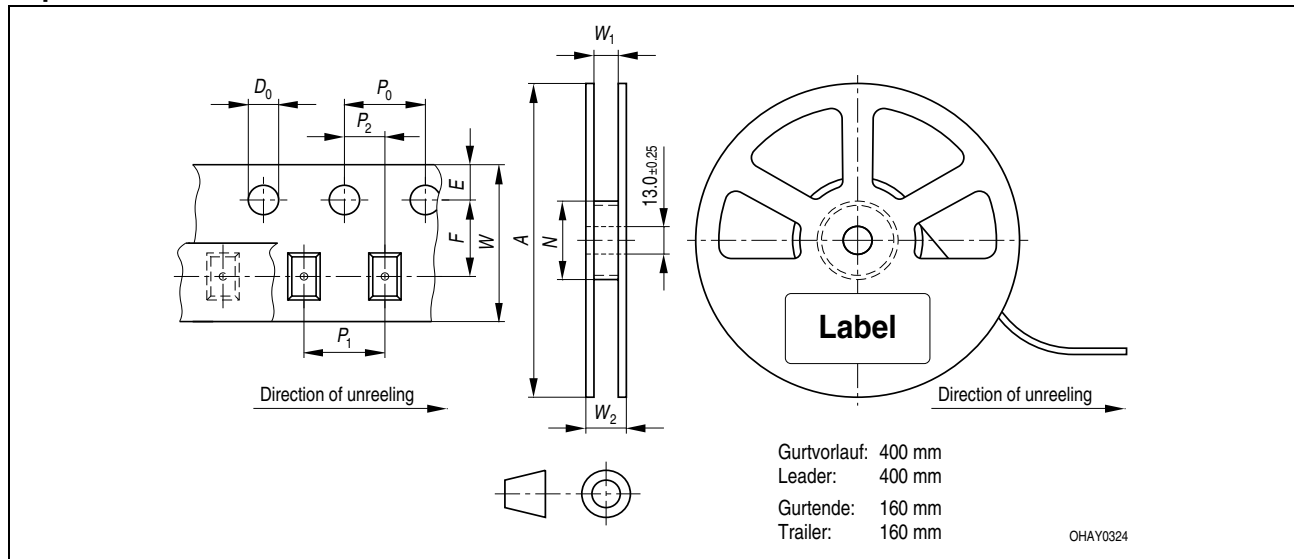 W1
D0
P0
P2
E
F
W
A
N
13.0±0.25
P1
W2
Label
Direction of unreeling
Direction of unreeling
Gurtvorlauf: 400 mm
Leader: 400 mm
Gurtende: 160 mm
Trailer: 160 mm
OHAY0324